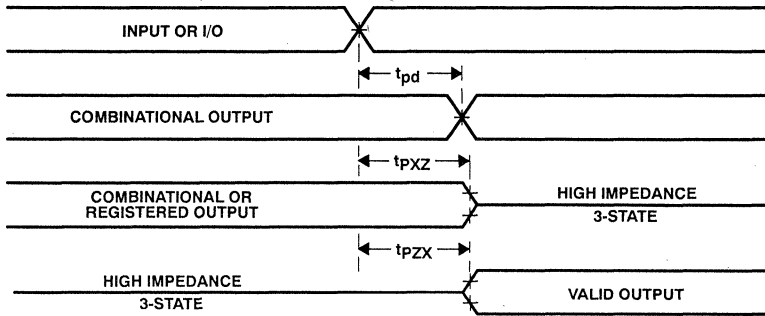 INPUT OR I/O
tpd
COMBINATIONAL OUTPUT
tPXZ
COMBINATIONAL OR
REGISTERED OUTPUT
HIGH IMPEDANCE
3-STATE
tPZX
HIGH IMPEDANCE
3-STATE
VALID OUTPUT